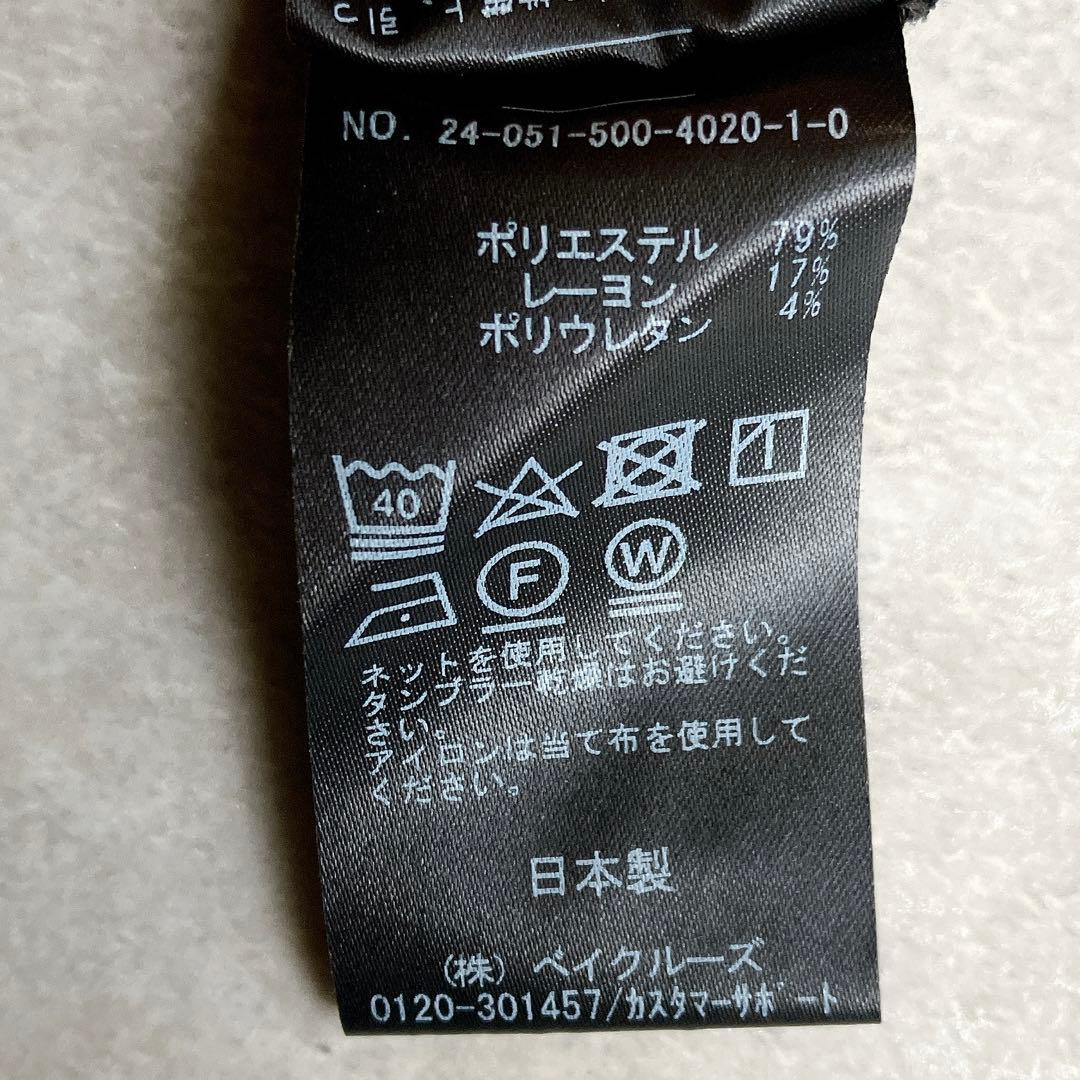 NO. 24-051-500-4020-1-0
ポリエステル 79%
レーヨン 17%
ポリウレタン 4%
40
F W
ネットを使用してください。
タンブラー乾燥はお避けくだ
さい。
アイロンは当て布を使用して
ください。
日本製
(株) ベイクルーズ
0120-301457/ｶｽﾀﾏｰｻﾎﾟｰﾄ